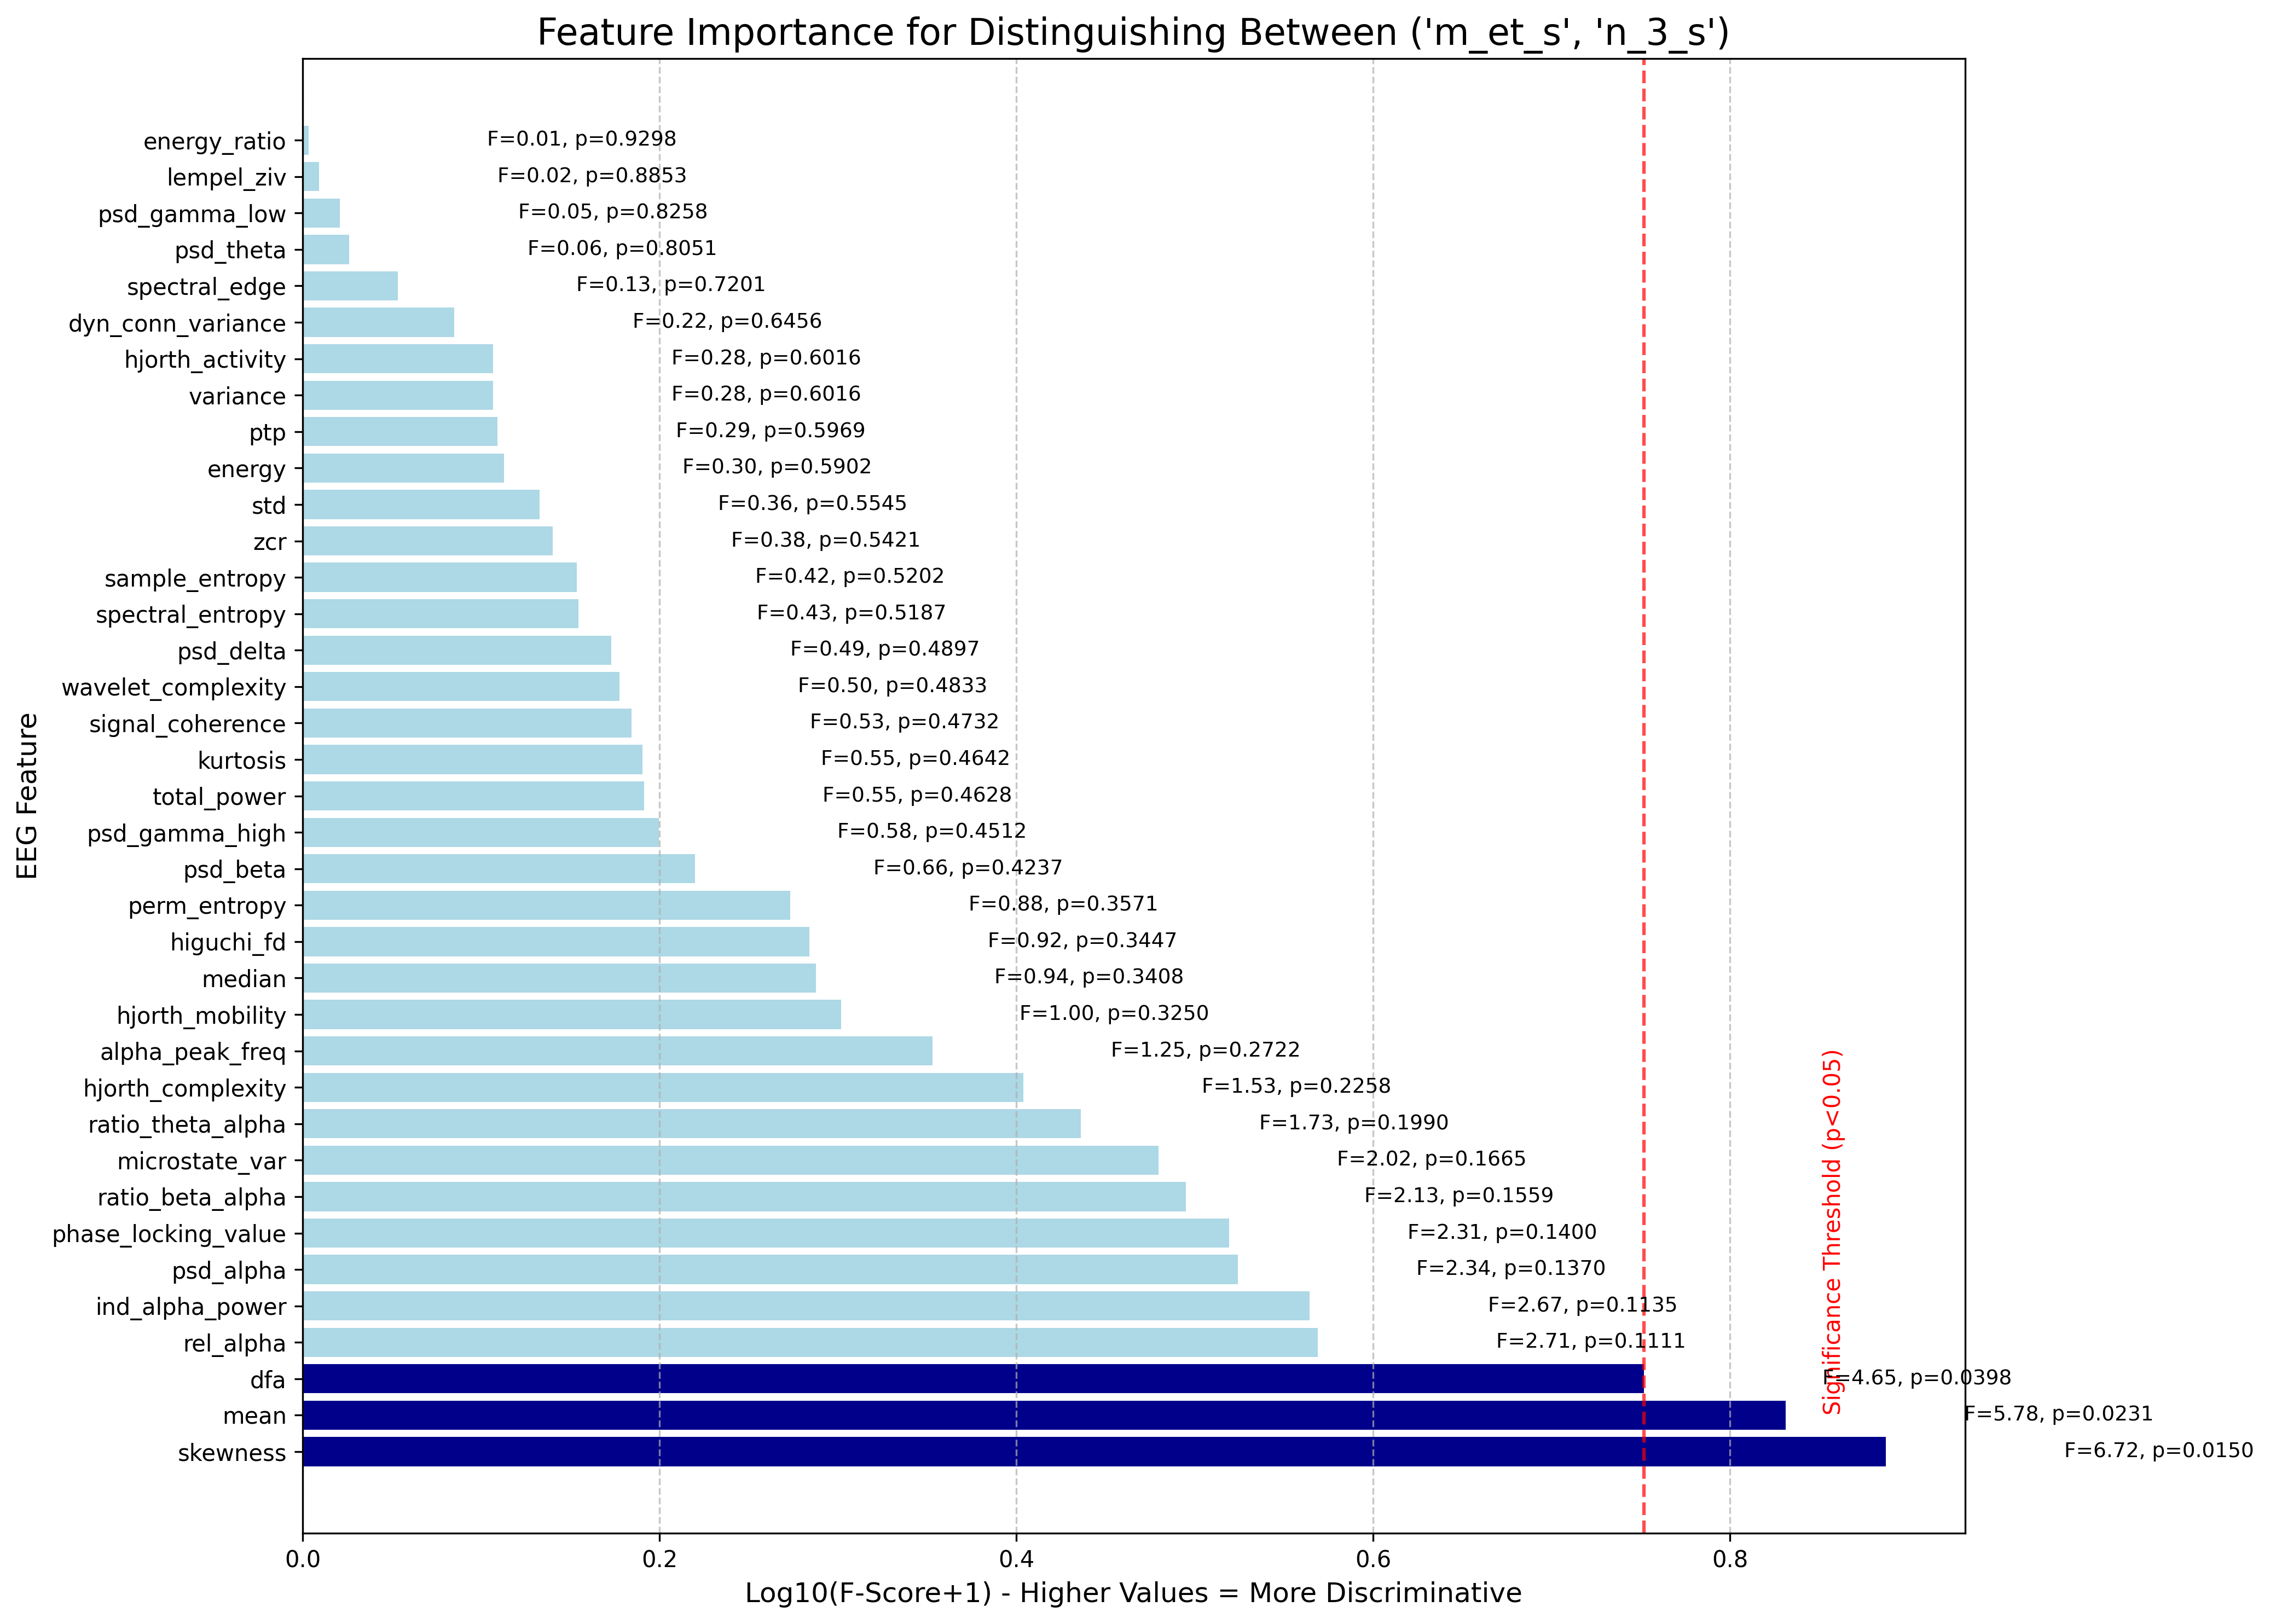 Feature Importance for Distinguishing Between ('m_et_s', 'n_3_s')
EEG Feature
energy_ratio F=0.01, p=0.9298
lempel_ziv F=0.02, p=0.8853
psd_gamma_low F=0.05, p=0.8258
psd_theta F=0.06, p=0.8051
spectral_edge F=0.13, p=0.7201
dyn_conn_variance F=0.22, p=0.6456
hjorth_activity F=0.28, p=0.6016
variance F=0.28, p=0.6016
ptp F=0.29, p=0.5969
energy F=0.30, p=0.5902
std F=0.36, p=0.5545
zcr F=0.38, p=0.5421
sample_entropy F=0.42, p=0.5202
spectral_entropy F=0.43, p=0.5187
psd_delta F=0.49, p=0.4897
wavelet_complexity F=0.50, p=0.4833
signal_coherence F=0.53, p=0.4732
kurtosis F=0.55, p=0.4642
total_power F=0.55, p=0.4628
psd_gamma_high F=0.58, p=0.4512
psd_beta F=0.66, p=0.4237
perm_entropy F=0.88, p=0.3571
higuchi_fd F=0.92, p=0.3447
median F=0.94, p=0.3408
hjorth_mobility F=1.00, p=0.3250
alpha_peak_freq F=1.25, p=0.2722
hjorth_complexity F=1.53, p=0.2258
ratio_theta_alpha F=1.73, p=0.1990
microstate_var F=2.02, p=0.1665
ratio_beta_alpha F=2.13, p=0.1559
phase_locking_value F=2.31, p=0.1400
psd_alpha F=2.34, p=0.1370
ind_alpha_power F=2.67, p=0.1135
rel_alpha F=2.71, p=0.1111
dfa F=4.65, p=0.0398
mean F=5.78, p=0.0231
skewness F=6.72, p=0.0150
Significance Threshold (p<0.05)
0.0 0.2 0.4 0.6 0.8
Log10(F-Score+1) - Higher Values = More Discriminative